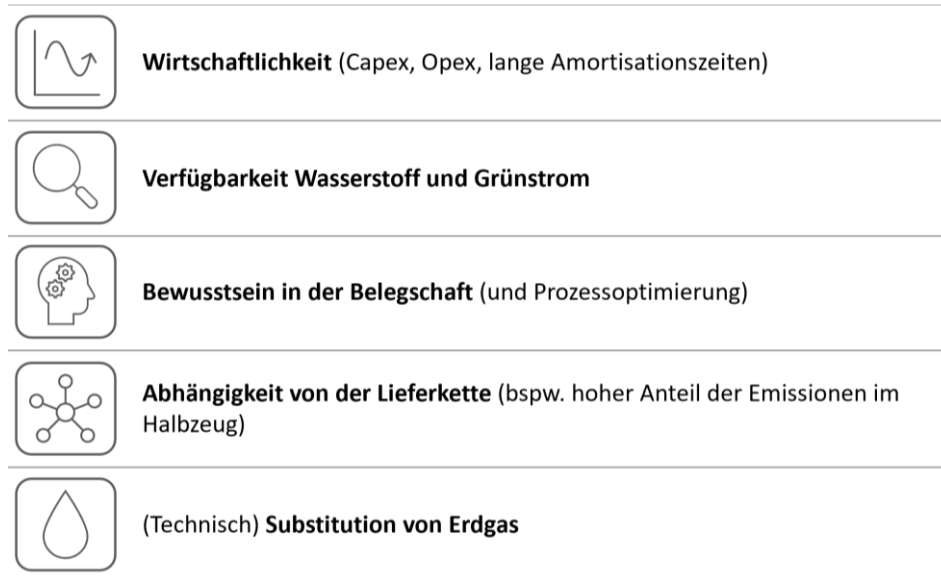 Wirtschaftlichkeit (Capex, Opex, lange Amortisationszeiten)
Verfügbarkeit Wasserstoff und Grünstrom
Bewusstsein in der Belegschaft (und Prozessoptimierung)
Abhängigkeit von der Lieferkette (bspw. hoher Anteil der Emissionen im
Halbzeug)
(Technisch) Substitution von Erdgas